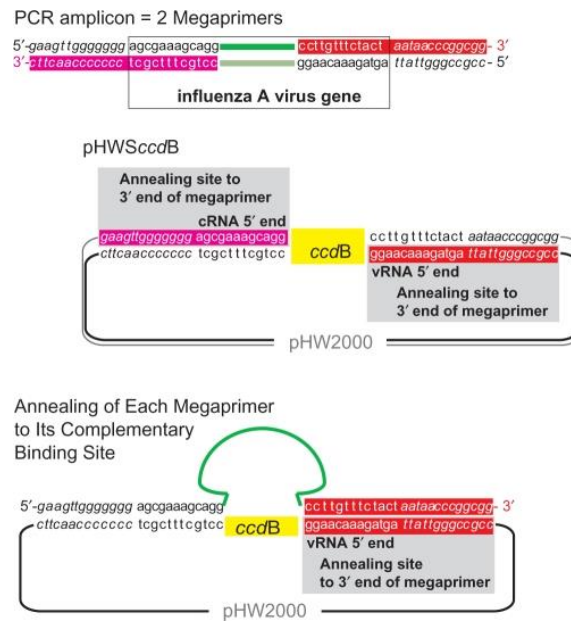 PCR amplicon = 2 Megaprimers
5′-gaagttggggggg agcgaaagcagg ccttgtttctact aataacccggcgg- 3′
3′-cttcaaccccccc tcgctttcgtcc ggaacaaagatga ttattgggccgcc- 5′
influenza A virus gene
pHWSccdB
Annealing site to
3′ end of megaprimer
cRNA 5′ end
gaagttggggggg agcgaaagcagg ccttgtttctact aataacccggcgg
cttcaaccccccc tcgctttcgtcc ccdB ggaacaaagatga ttattgggccgcc
vRNA 5′ end
Annealing site to
3′ end of megaprimer
pHW2000
Annealing of Each Megaprimer
to Its Complementary
Binding Site
5′-gaagttggggggg agcgaaagcagg ccttgtttctact aataacccggcgg- 3′
cttcaaccccccc tcgctttcgtcc ccdB ggaacaaagatga ttattgggccgcc
vRNA 5′ end
Annealing site
to 3′ end of megaprimer
pHW2000